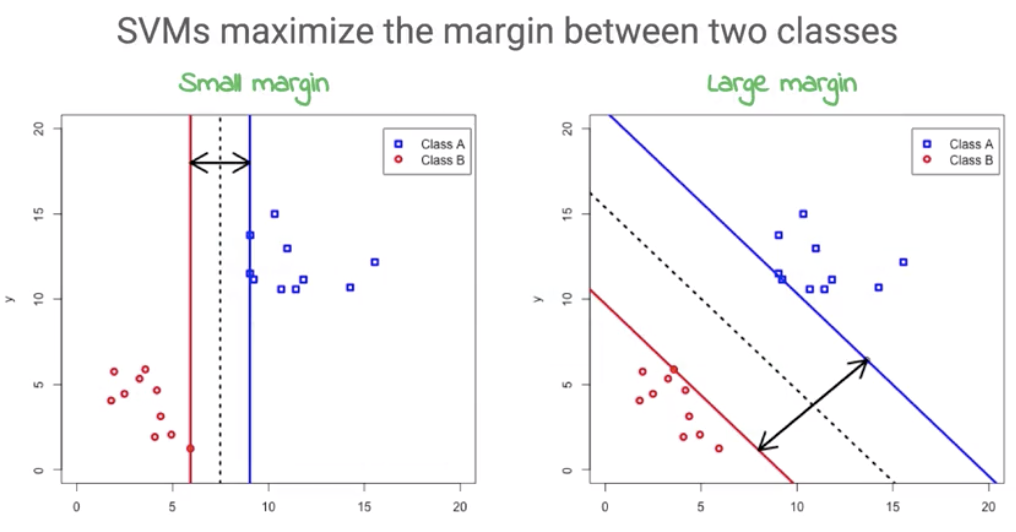 SVMs maximize the margin between two classes
Small margin
Large margin
Class A
Class B
20
15
10
5
0
y
0 5 10 15 20
Class A
Class B
20
15
10
5
0
y
0 5 10 15 20